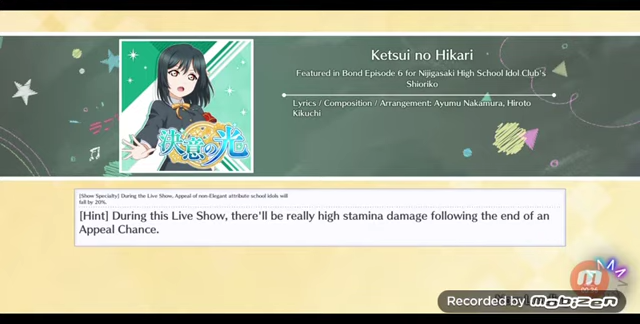 Ketsui no Hikari
Featured in Bond Episode 6 for Nijigasaki High School Idol Club's
Shioriko
Lyrics / Composition / Arrangement: Ayumu Nakamura, Hiroto
Kikuchi
決意の光
[Show Specialty] During the Live Show, Appeal of non-Elegant attribute school idols will
fall by 20%.
[Hint] During this Live Show, there'll be really high stamina damage following the end of an
Appeal Chance.
Recorded by mobizen